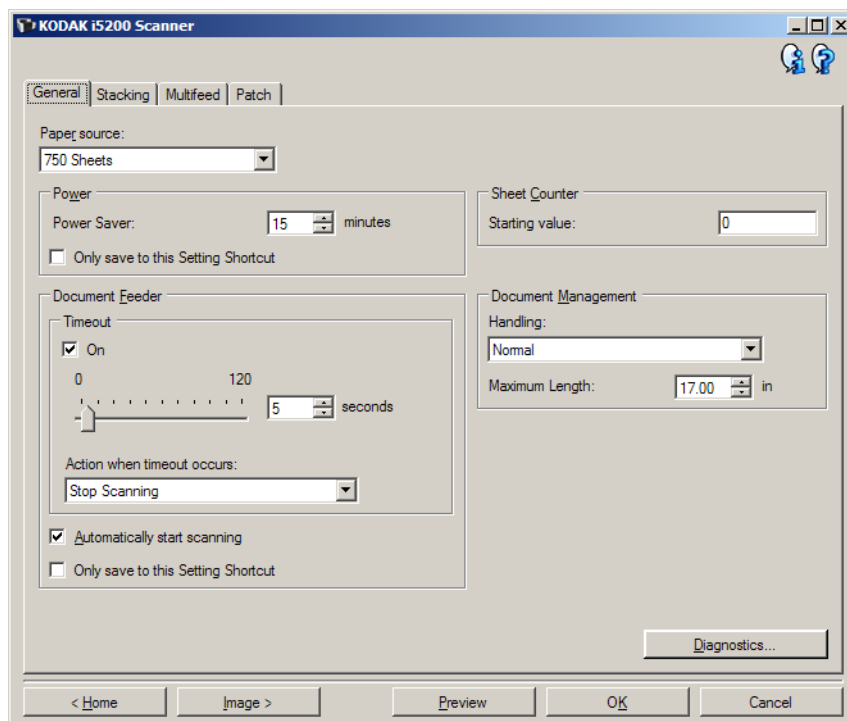 KODAK i5200 Scanner
General Stacking Multifeed Patch
Paper source:
750 Sheets
Power
Power Saver: 15 minutes
Only save to this Setting Shortcut
Sheet Counter
Starting value: 0
Document Feeder
Timeout
On
0 120
5 seconds
Action when timeout occurs:
Stop Scanning
Automatically start scanning
Only save to this Setting Shortcut
Document Management
Handling:
Normal
Maximum Length: 17.00 in
Diagnostics...
< Home Image > Preview OK Cancel